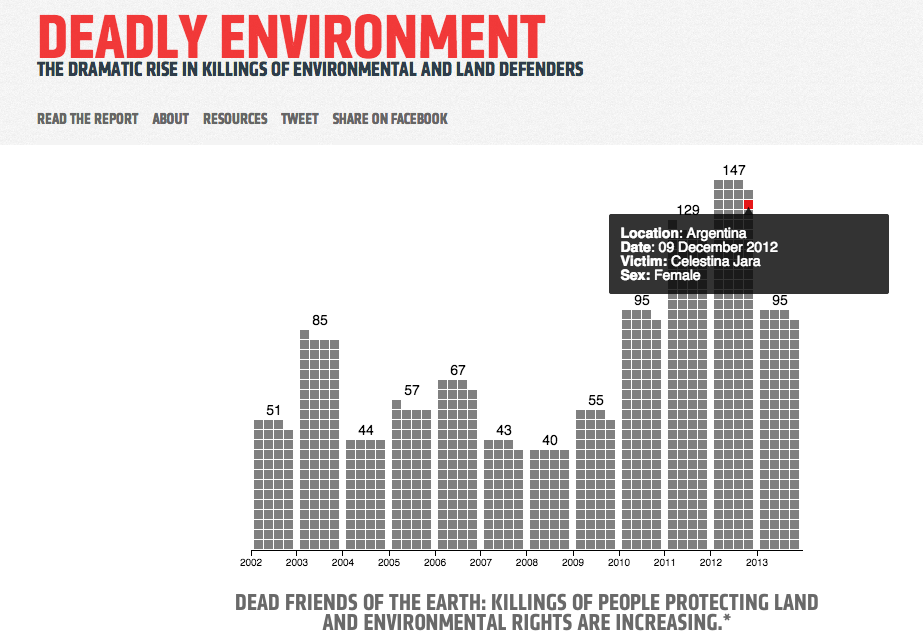 DEADLY ENVIRONMENT
THE DRAMATIC RISE IN KILLINGS OF ENVIRONMENTAL AND LAND DEFENDERS
READ THE REPORT ABOUT RESOURCES TWEET SHARE ON FACEBOOK
147
129
Location: Argentina
Date: 09 December 2012
Victim: Celestina Jara
Sex: Female
95 95
85
67
57
55
51
44
43
40
2002 2003 2004 2005 2006 2007 2008 2009 2010 2011 2012 2013
DEAD FRIENDS OF THE EARTH: KILLINGS OF PEOPLE PROTECTING LAND
AND ENVIRONMENTAL RIGHTS ARE INCREASING.*